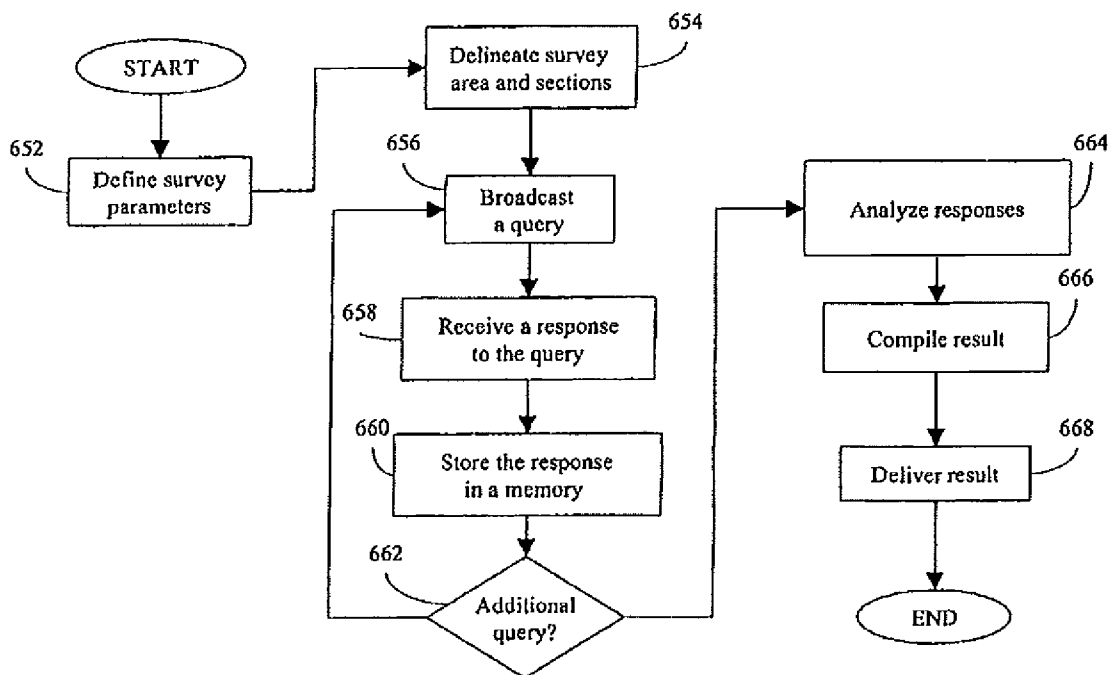 START
652
Define survey
parameters
654
Delineate survey
area and sections
656
Broadcast
a query
658
Receive a response
to the query
660
Store the response
in a memory
662
Additional
query?
664
Analyze responses
666
Compile result
668
Deliver result
END